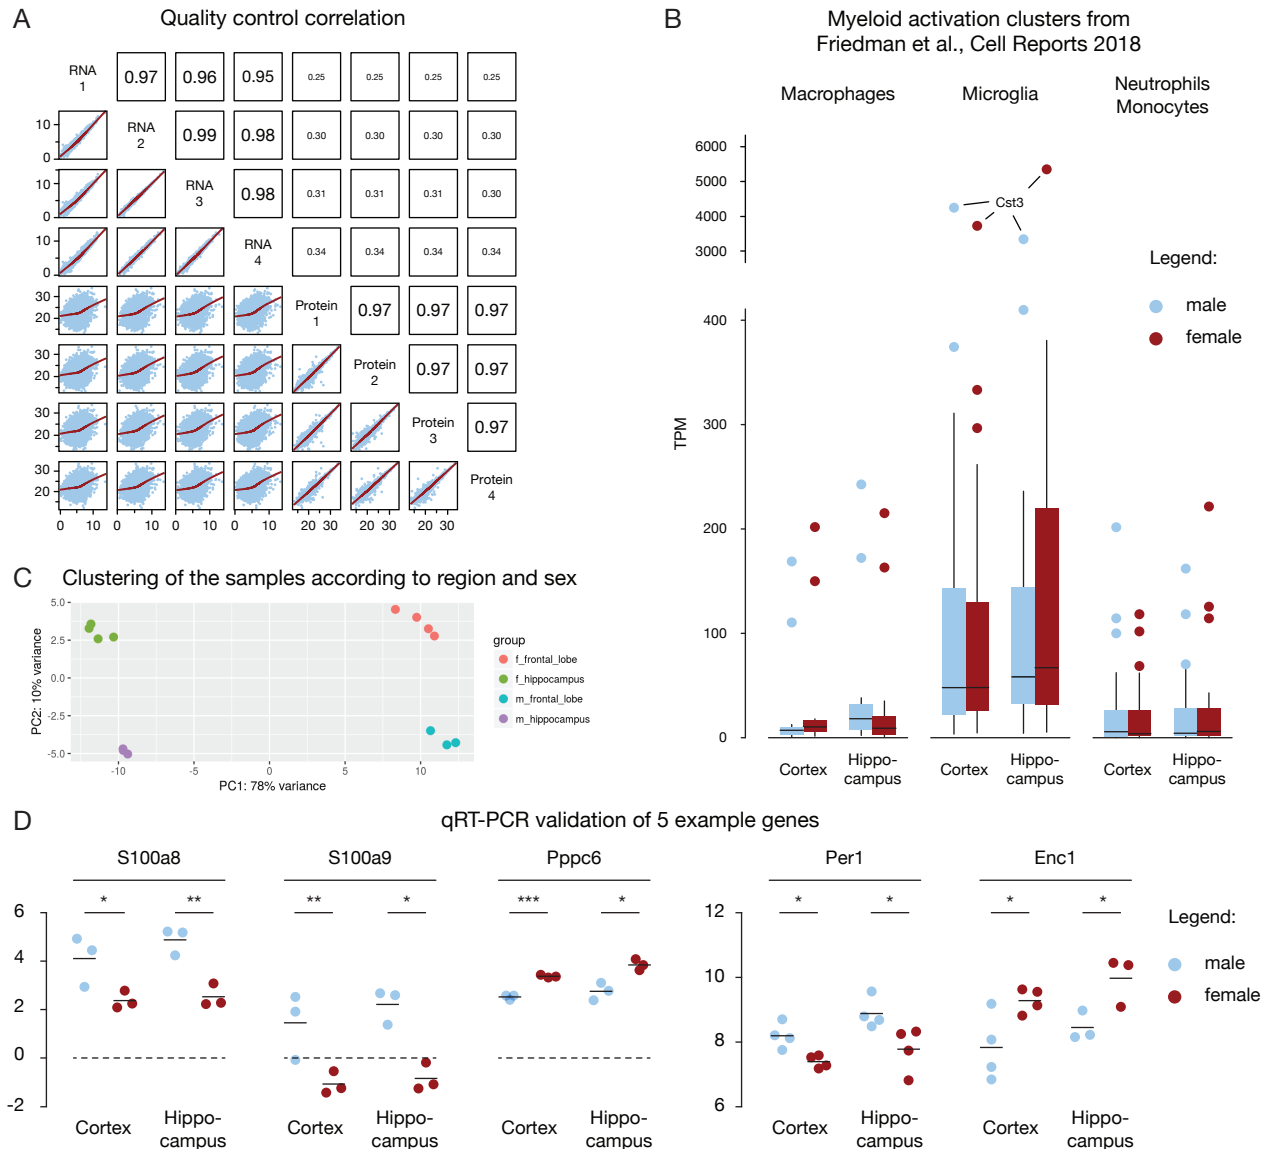 A
Quality control correlation
RNA
1
0.97
0.96
0.95
0.25
0.25
0.25
0.25
10
0
RNA
2
0.99
0.98
0.30
0.30
0.30
0.30
10
0
RNA
3
0.98
0.31
0.31
0.31
0.30
10
0
RNA
4
0.34
0.34
0.34
0.34
30
20
Protein
1
0.97
0.97
0.97
30
20
Protein
2
0.97
0.97
30
20
Protein
3
0.97
30
20
Protein
4
0 10
0 10
0 10
0 10
20 30
20 30
20 30
B
Myeloid activation clusters from
Friedman et al., Cell Reports 2018
Macrophages
Microglia
Neutrophils
Monocytes
6000
5000
4000
3000
400
300
200
100
0
TPM
Cst3
Legend:
male
female
Cortex
Hippo-
campus
Cortex
Hippo-
campus
Cortex
Hippo-
campus
C
Clustering of the samples according to region and sex
5.0
2.5
0.0
-2.5
-5.0
PC2: 10% variance
-10
-5
0
5
10
PC1: 78% variance
group
f_frontal_lobe
f_hippocampus
m_frontal_lobe
m_hippocampus
D
qRT-PCR validation of 5 example genes
S100a8
S100a9
Pppc6
Per1
Enc1
* **
** *
*** *
* *
* *
6
4
2
0
-2
12
10
8
6
Legend:
male
female
Cortex
Hippo-
campus
Cortex
Hippo-
campus
Cortex
Hippo-
campus
Cortex
Hippo-
campus
Cortex
Hippo-
campus